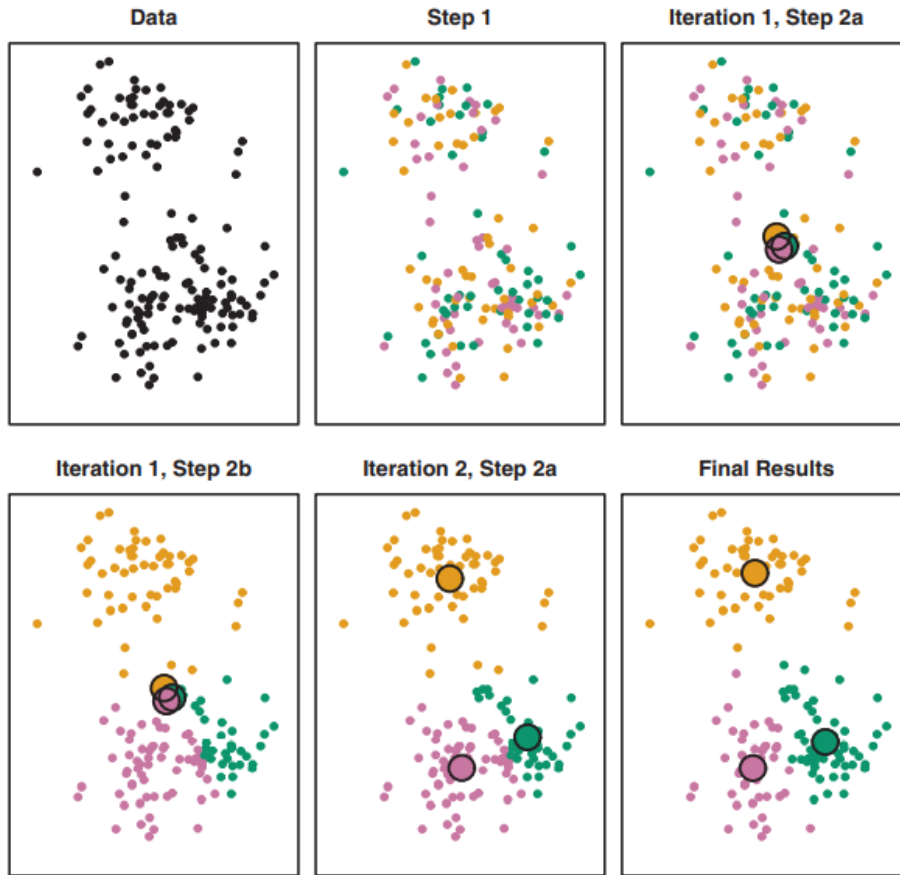 Data
Step 1
Iteration 1, Step 2a
Iteration 1, Step 2b
Iteration 2, Step 2a
Final Results